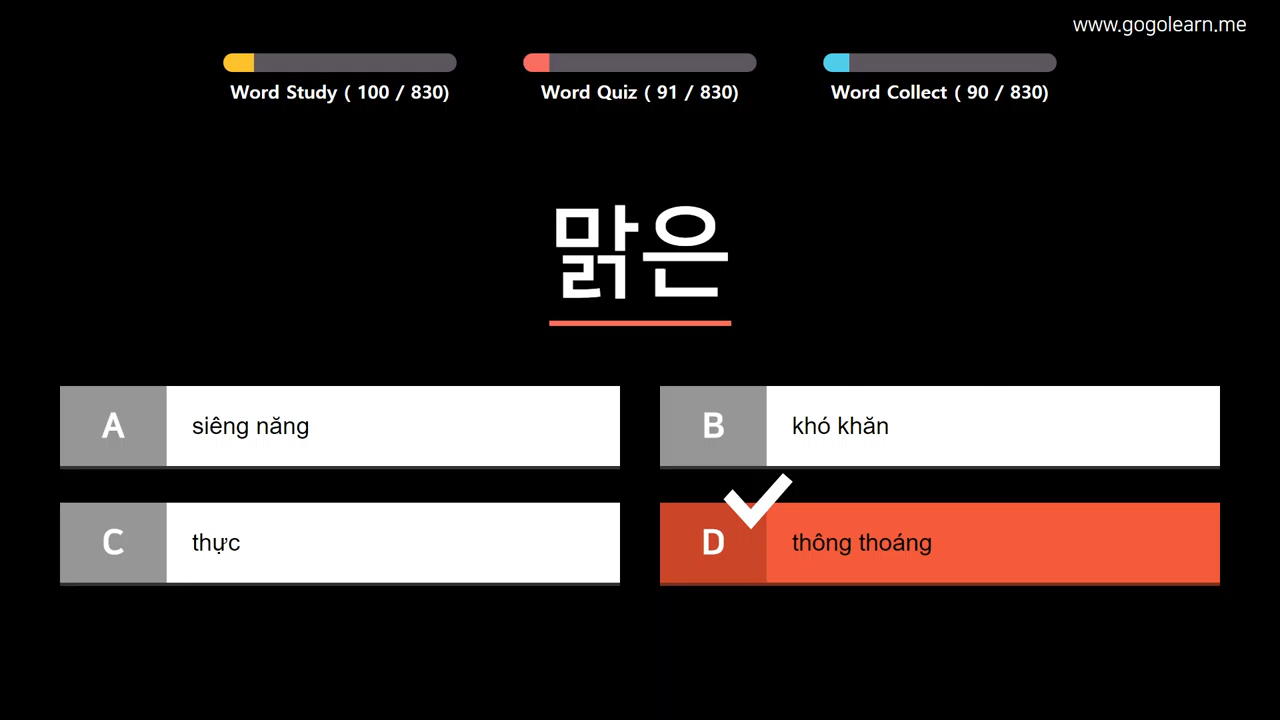 www.gogolearn.me
Word Study ( 100 / 830)
Word Quiz ( 91 / 830)
Word Collect ( 90 / 830)
맑은
A siêng năng
B khó khăn
C thực
D thông thoáng